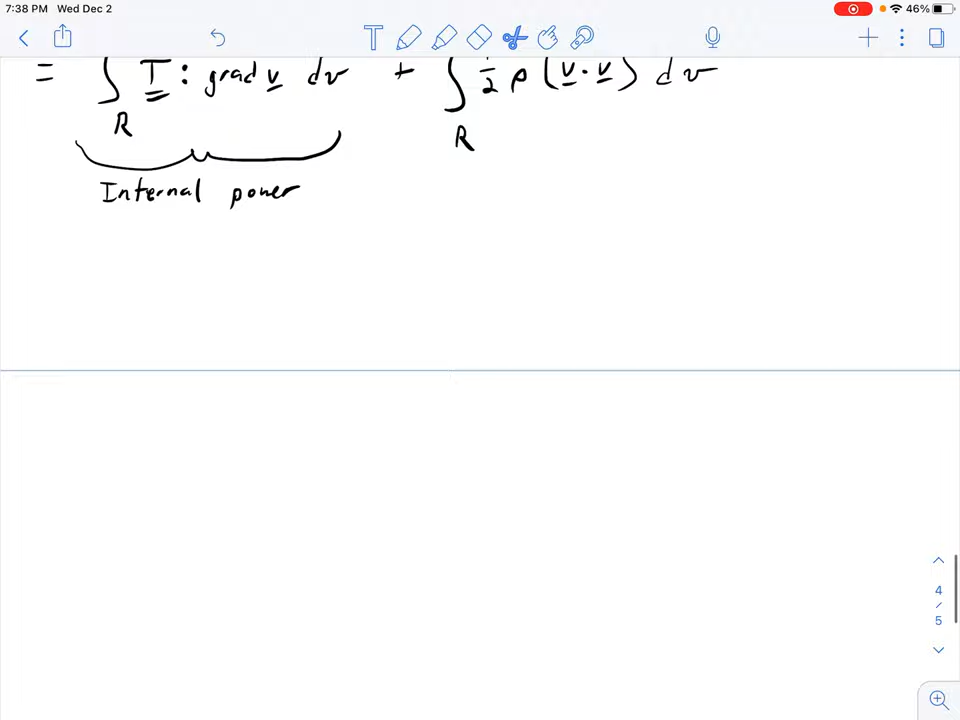 7:38 PM Wed Dec 2 46%
= ∫ T : grad v dv + ∫ 1/2 ρ (v · v) dv
R R
Internal power
4
/
5